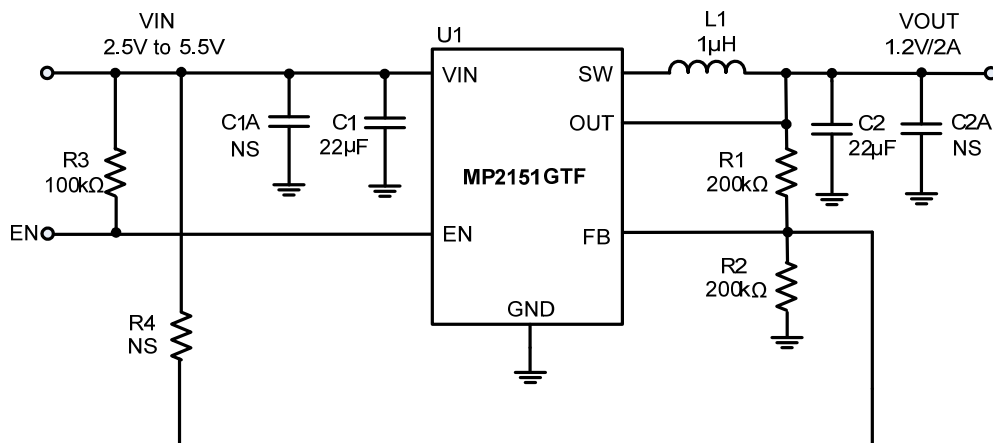 VIN
2.5V to 5.5V
U1
L1
1µH
VOUT
1.2V/2A
VIN
SW
C1A
NS
C1
22µF
OUT
C2
22µF
C2A
NS
R3
100kΩ
MP2151GTF
R1
200kΩ
EN
EN
FB
R2
200kΩ
GND
R4
NS